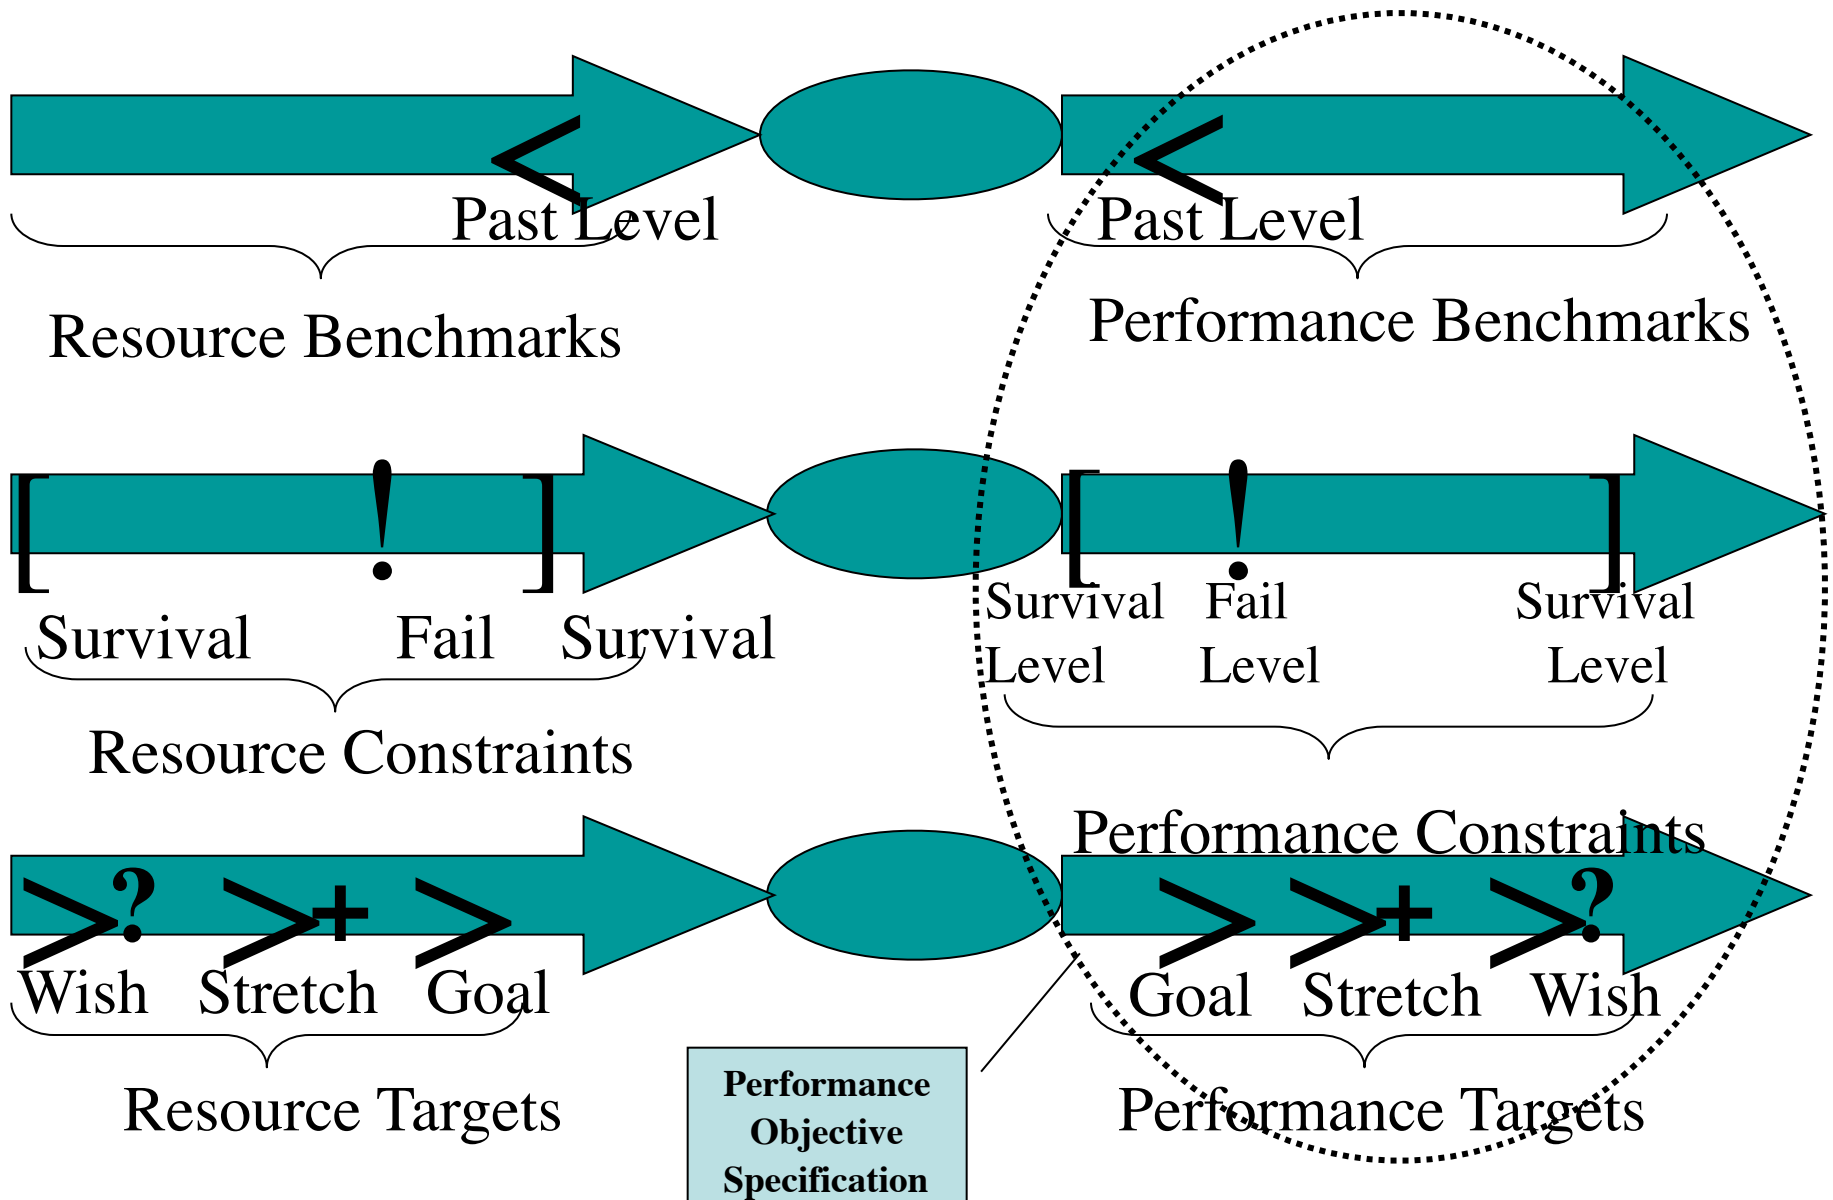 < <
Past Level Past Level
Resource Benchmarks Performance Benchmarks
[ ! ] [ ! ]
Survival Fail Survival
Survival Level Fail Level Survival Level
Resource Constraints
Performance Constraints
>? >+ > > >+ >?
Wish Stretch Goal Goal Stretch Wish
Resource Targets Performance Targets
Performance
Objective
Specification